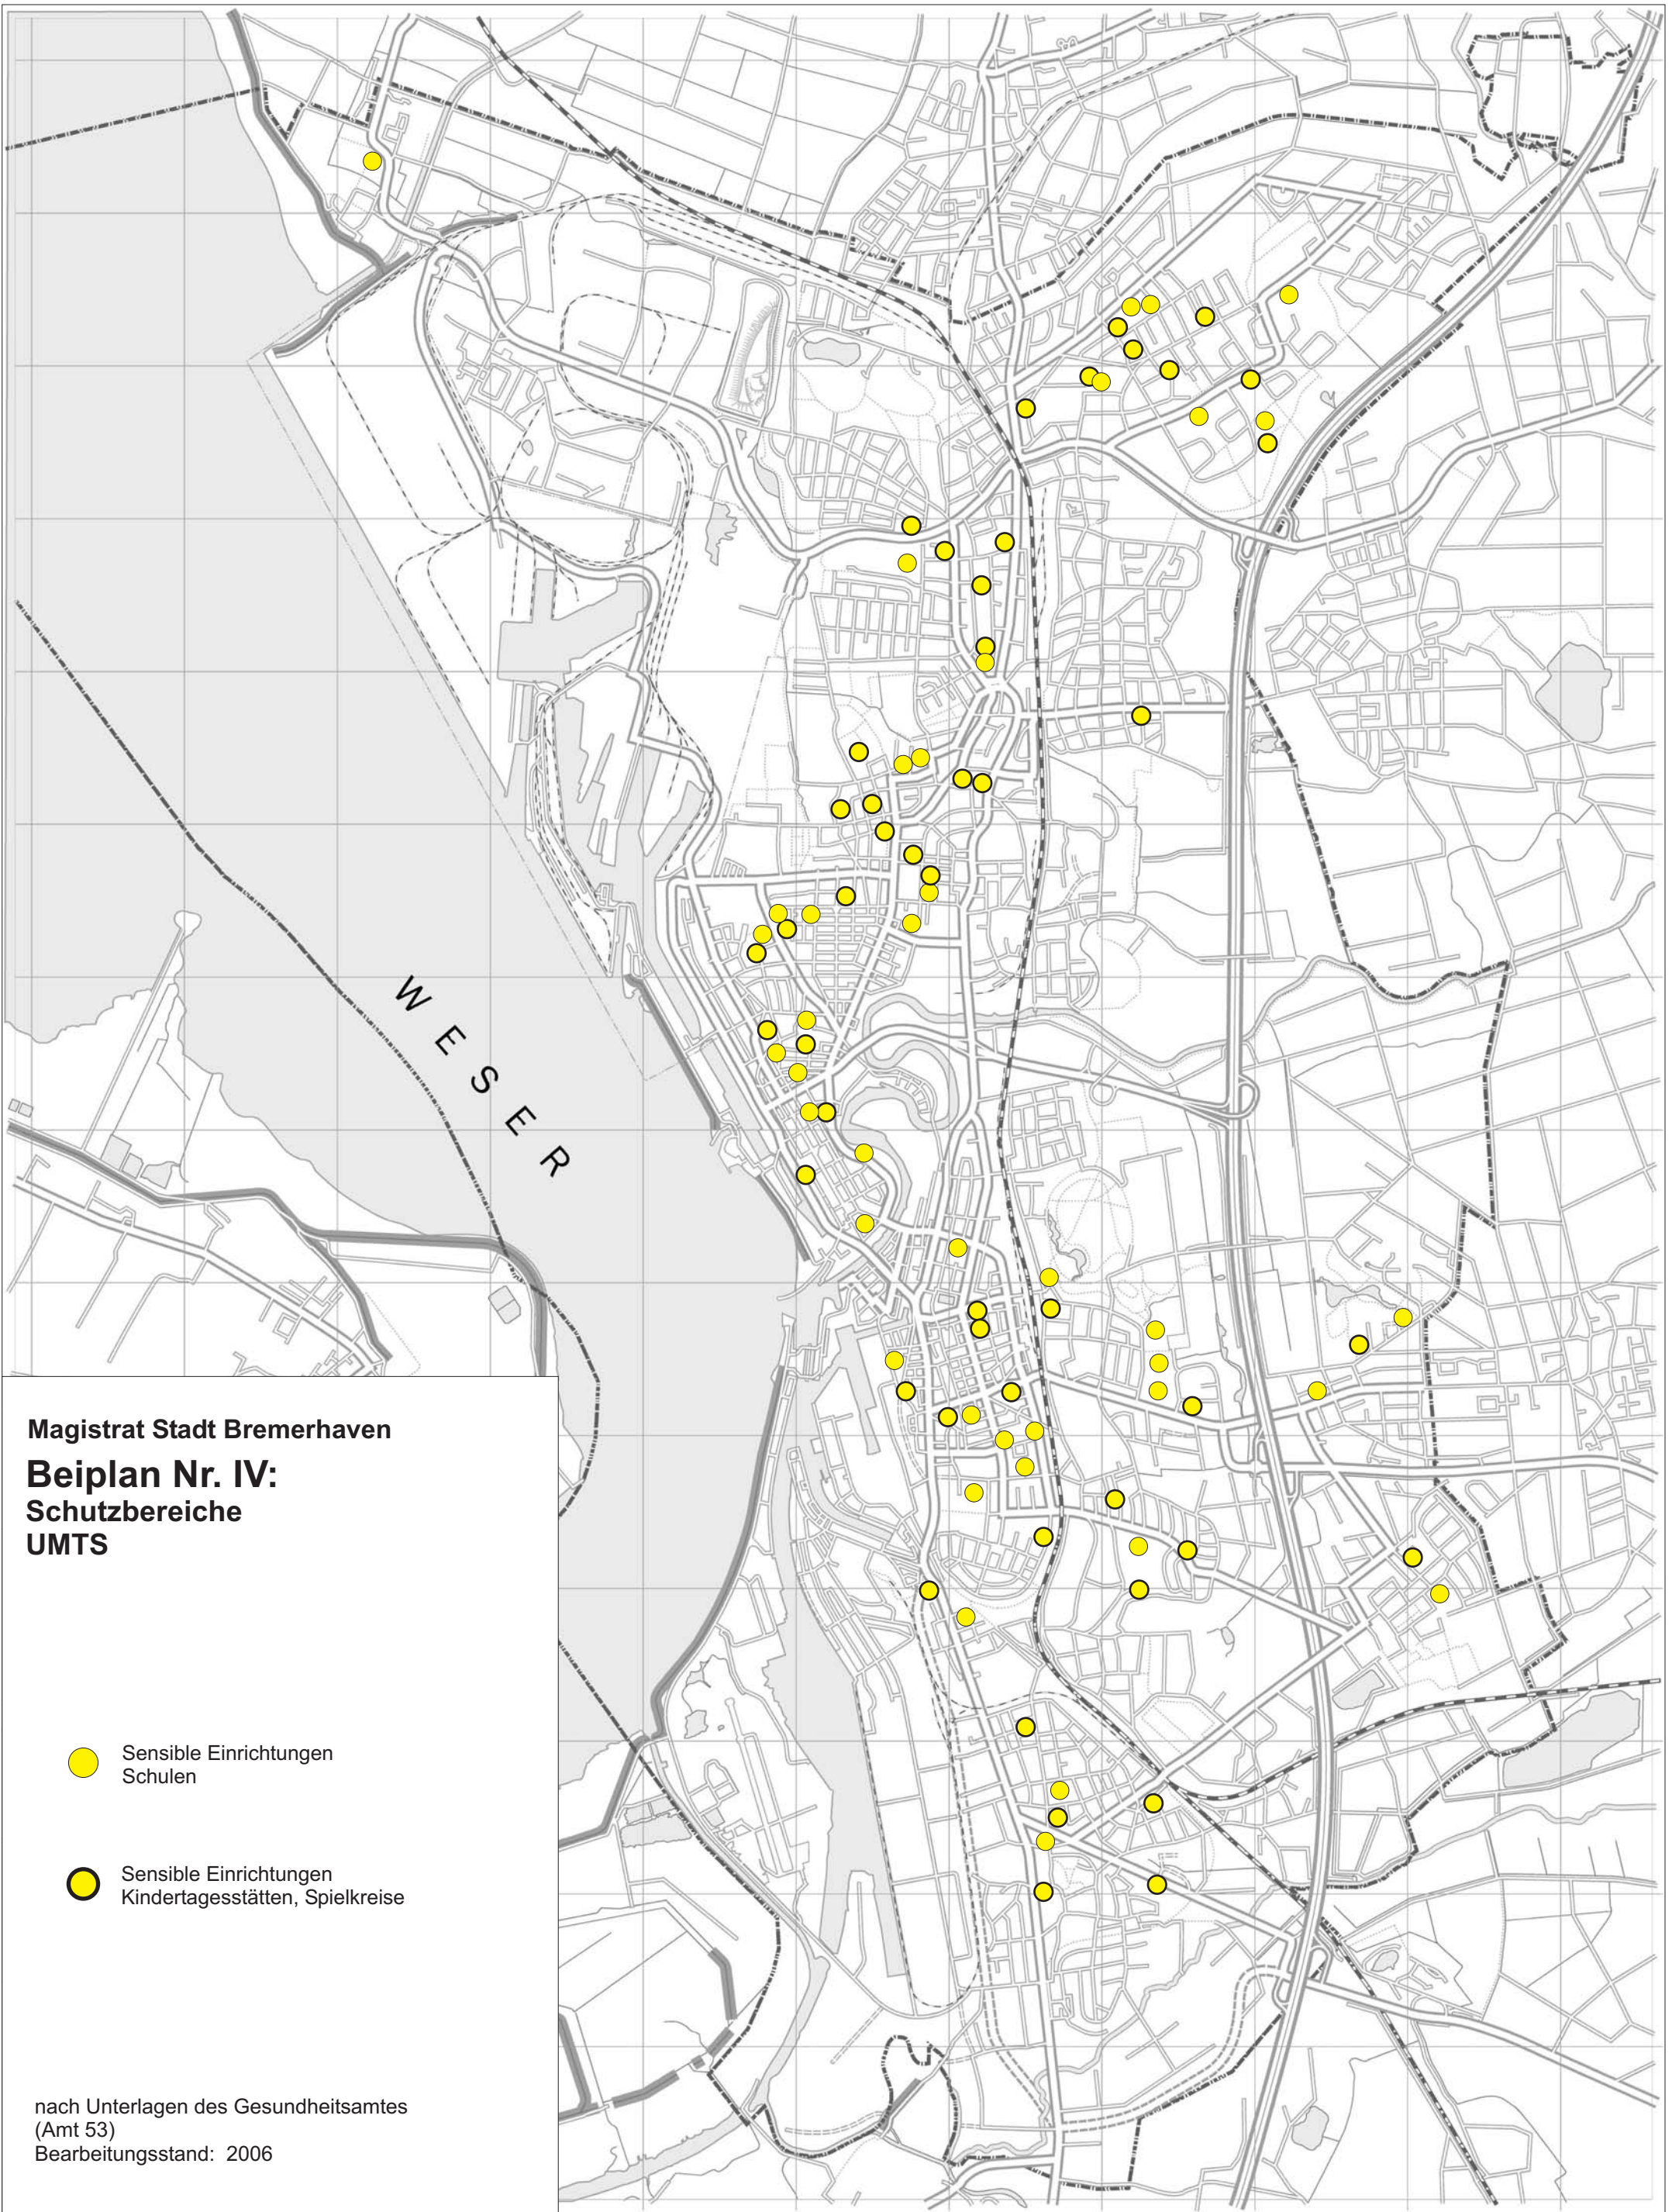 WESER
Magistrat Stadt Bremerhaven
Beiplan Nr. IV:
Schutzbereiche
UMTS
Sensible Einrichtungen
Schulen
Sensible Einrichtungen
Kindertagesstätten, Spielkreise
nach Unterlagen des Gesundheitsamtes
(Amt 53)
Bearbeitungsstand: 2006